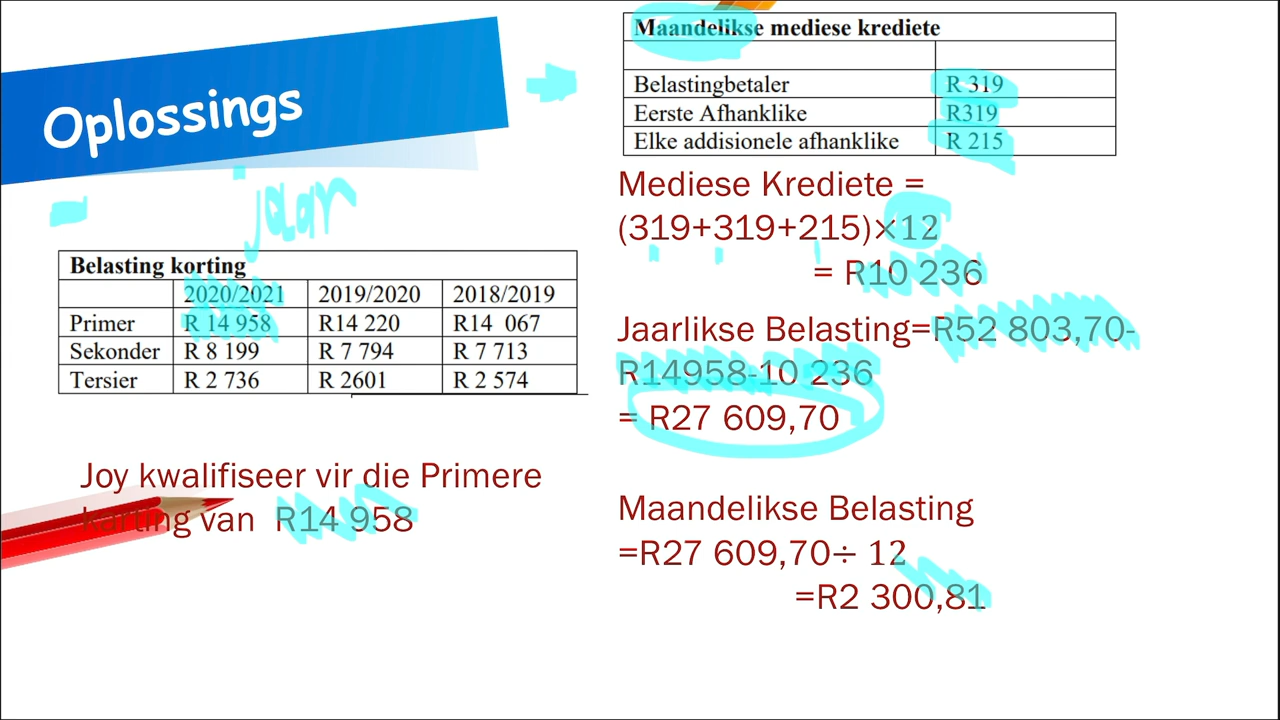 Oplossings
jaar
Belasting korting
2020/2021 2019/2020 2018/2019
Primer R 14 958 R14 220 R14 067
Sekonder R 8 199 R 7 794 R 7 713
Tersier R 2 736 R 2601 R 2 574
Joy kwalifiseer vir die Primere
karting van R14 958
Maandelikse mediese krediete
Belastingbetaler R 319
Eerste Afhanklike R319
Elke addisionele afhanklike R 215
Mediese Krediete =
(319+319+215)×12
= R10 236
Jaarlikse Belasting=R52 803,70-
R14958-10 236
= R27 609,70
Maandelikse Belasting
=R27 609,70÷ 12
=R2 300,81